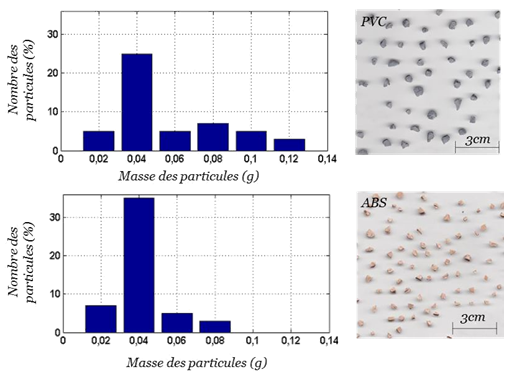 Nombre des
particules (%)
30
20
10
0
0
0,02
0,04
0,06
0,08
0,1
0,12
0,14
Masse des particules (g)
PVC
3cm
Nombre des
particules (%)
30
20
10
0
0
0,02
0,04
0,06
0,08
0,1
0,12
0,14
Masse des particules (g)
ABS
3cm